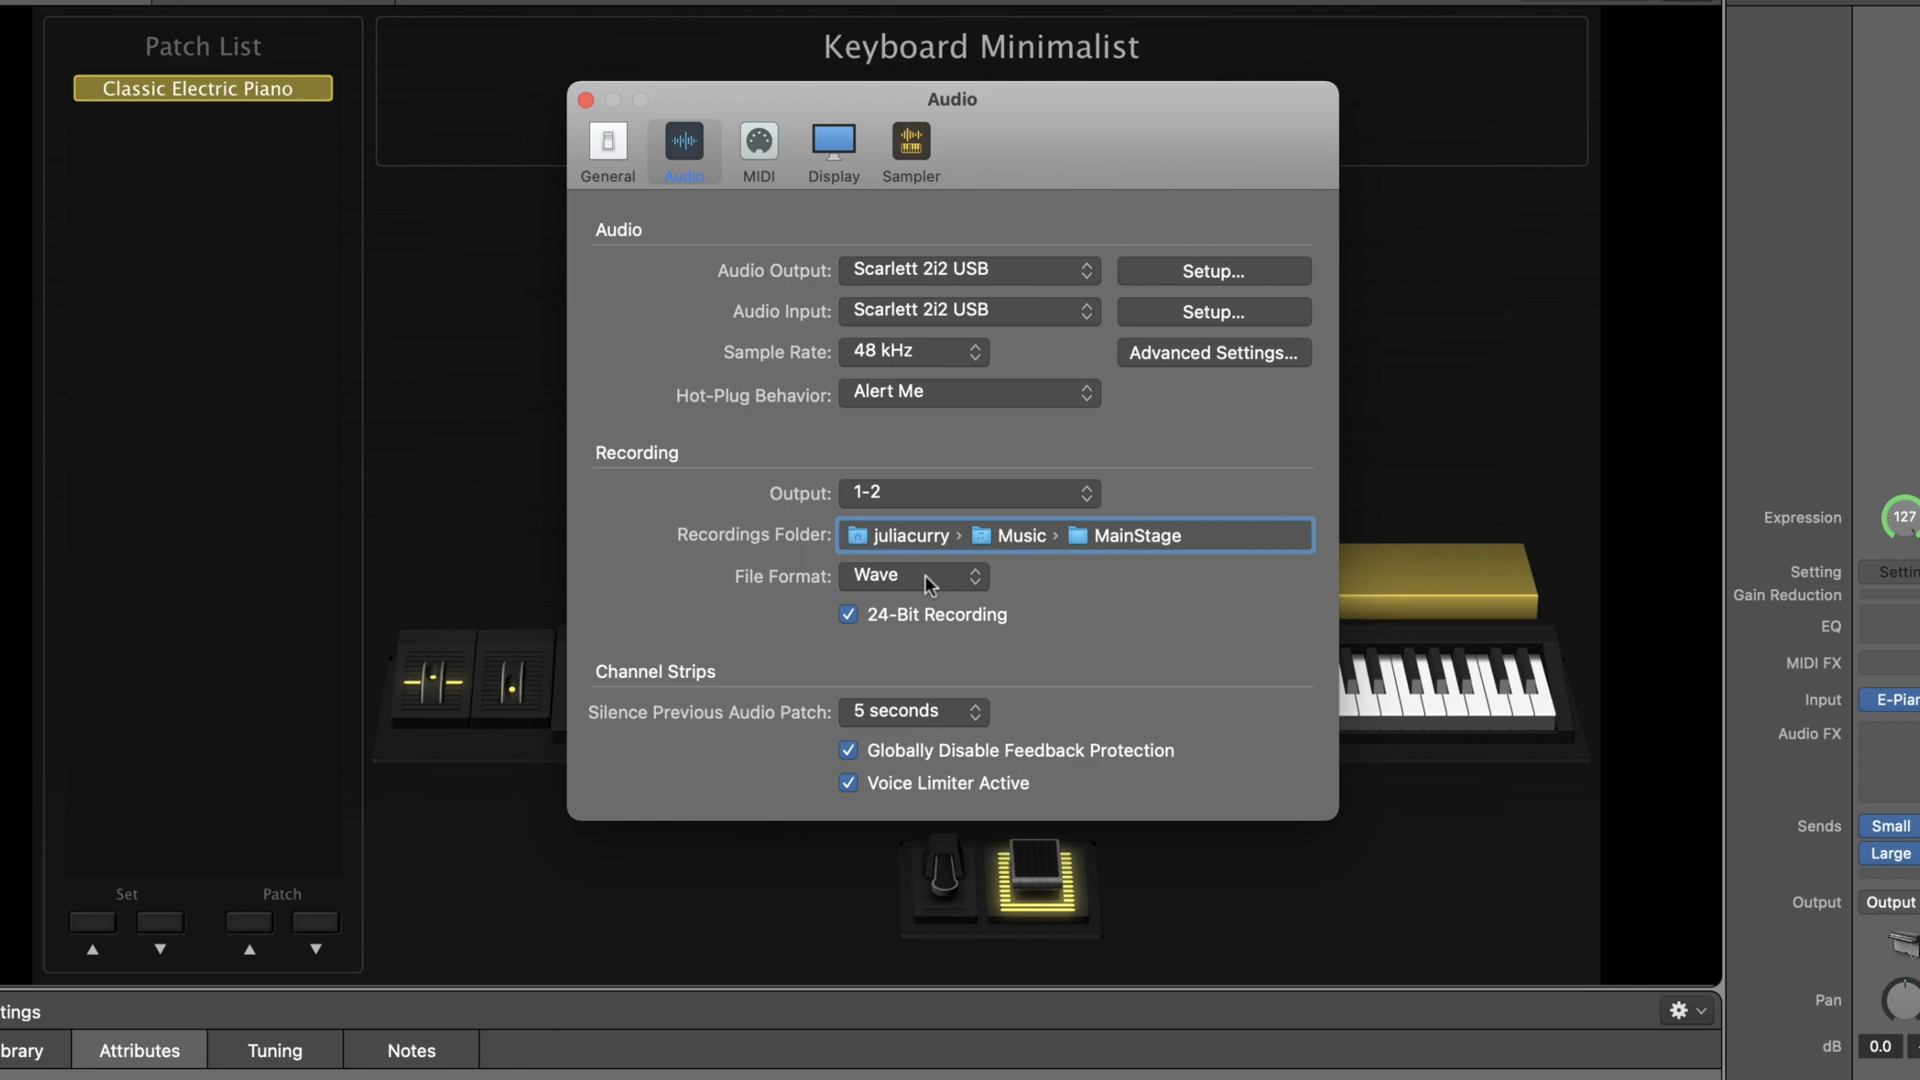 Patch List
Classic Electric Piano
Keyboard Minimalist
Audio
General
Audio
MIDI
Display
Sampler
Audio
Audio Output: Scarlett 2i2 USB Setup...
Audio Input: Scarlett 2i2 USB Setup...
Sample Rate: 48 kHz Advanced Settings...
Hot-Plug Behavior: Alert Me
Recording
Output: 1-2
Recordings Folder: juliacurry › Music › MainStage
File Format: Wave
24-Bit Recording
Channel Strips
Silence Previous Audio Patch: 5 seconds
Globally Disable Feedback Protection
Voice Limiter Active
Set
Patch
Expression 127
Setting Settin
Gain Reduction
EQ
MIDI FX
Input E-Pian
Audio FX
Sends Small
Large
Output Output
Pan
dB 0.0
tings
brary
Attributes
Tuning
Notes